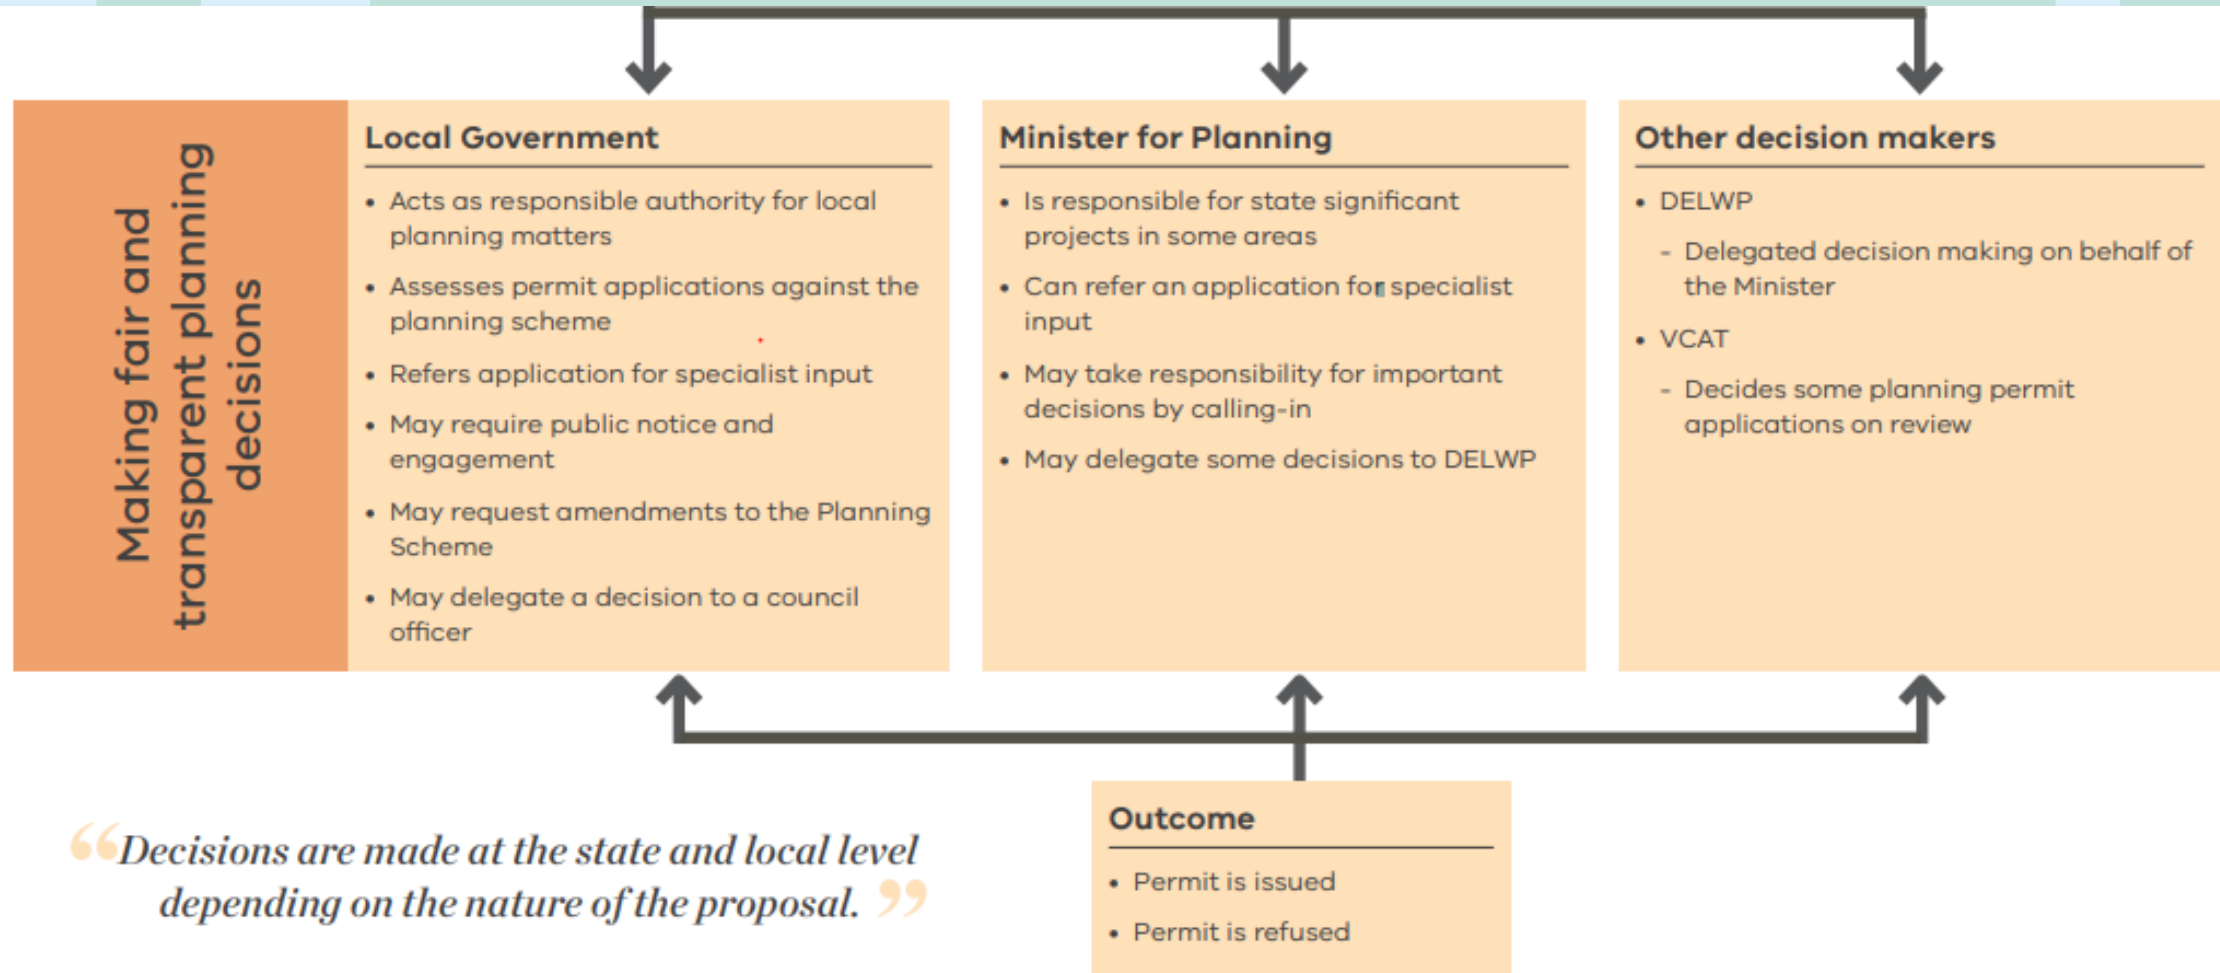 Making fair and
transparent planning
decisions
Local Government
• Acts as responsible authority for local
planning matters
• Assesses permit applications against the
planning scheme
• Refers application for specialist input
• May require public notice and
engagement
• May request amendments to the Planning
Scheme
• May delegate a decision to a council
officer
Minister for Planning
• Is responsible for state significant
projects in some areas
• Can refer an application for specialist
input
• May take responsibility for important
decisions by calling-in
• May delegate some decisions to DELWP
Other decision makers
• DELWP
- Delegated decision making on behalf of
the Minister
• VCAT
- Decides some planning permit
applications on review
“Decisions are made at the state and local level
depending on the nature of the proposal. ”
Outcome
• Permit is issued
• Permit is refused